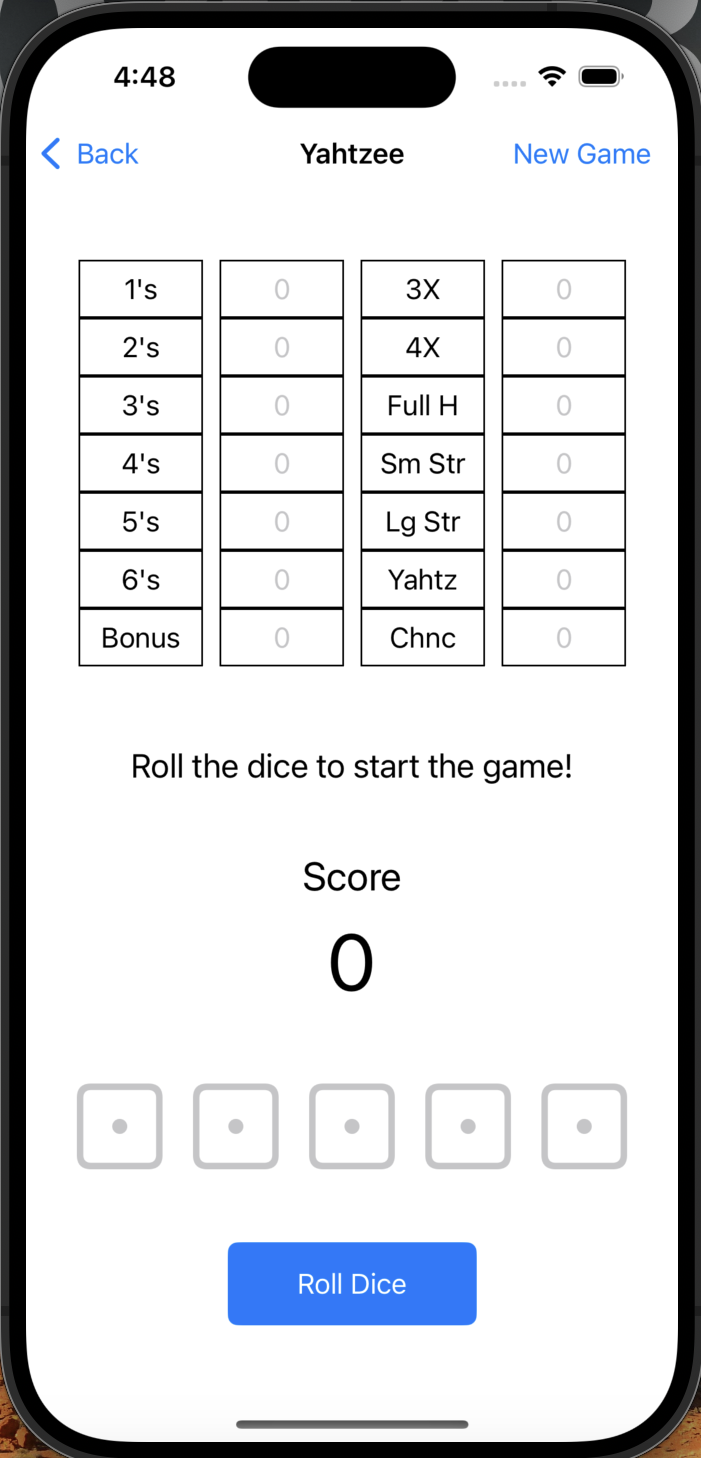 4:48
Back Yahtzee New Game
1's 0 3X 0
2's 0 4X 0
3's 0 Full H 0
4's 0 Sm Str 0
5's 0 Lg Str 0
6's 0 Yahtz 0
Bonus 0 Chnc 0
Roll the dice to start the game!
Score
0
Roll Dice